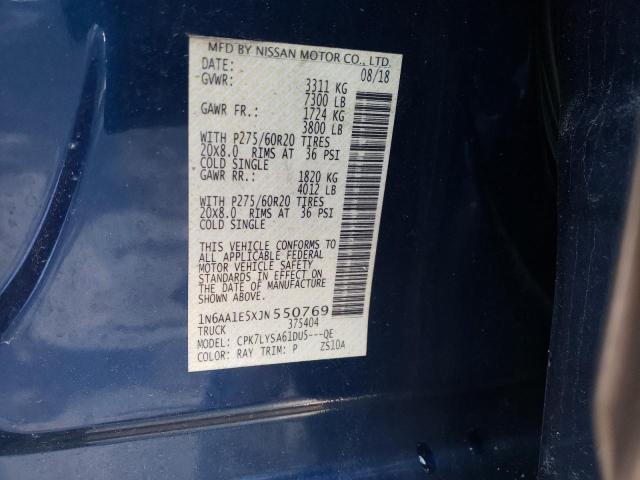 MFD BY NISSAN MOTOR CO., LTD.
DATE: 08/18
GVWR: 3311 KG
7300 LB
GAWR FR.: 1724 KG
3800 LB
WITH P275/60R20 TIRES
20X8.0 RIMS AT 36 PSI
COLD SINGLE
GAWR RR.: 1820 KG
4012 LB
WITH P275/60R20 TIRES
20X8.0 RIMS AT 36 PSI
COLD SINGLE
THIS VEHICLE CONFORMS TO
ALL APPLICABLE FEDERAL
MOTOR VEHICLE SAFETY
STANDARDS IN EFFECT ON
THE DATE OF MANUFACTURE
1N6AA1E5XJN550769
TRUCK 375404
MODEL: CPK7LYSA61DU5---QE
COLOR: RAY TRIM: P ZS10A